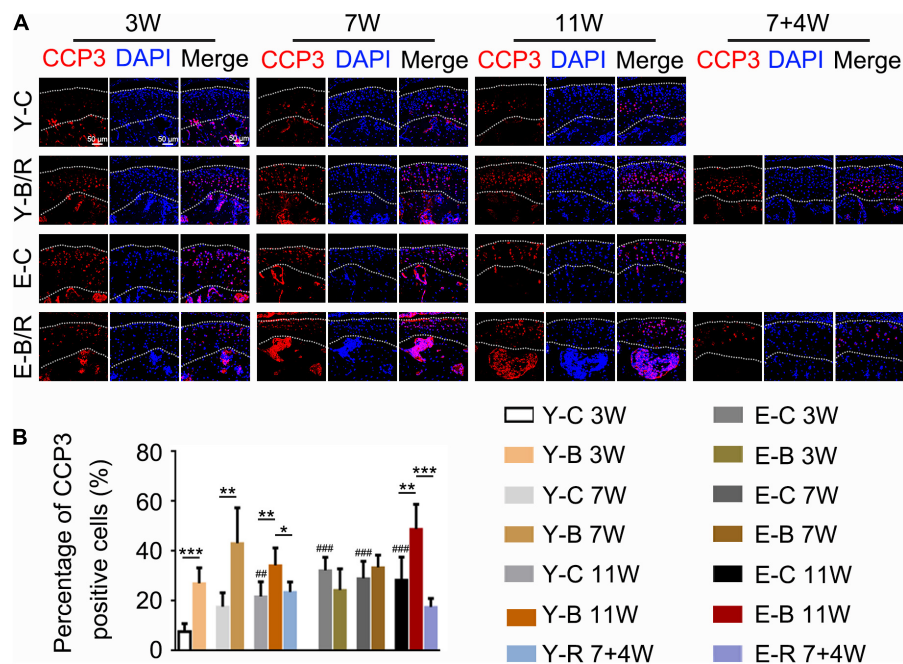 A
3W 7W 11W 7+4W
CCP3 DAPI Merge CCP3 DAPI Merge CCP3 DAPI Merge CCP3 DAPI Merge
Y-C
50 μm 50 μm 50 μm
Y-B/R
E-C
E-B/R
B
Percentage of CCP3
positive cells (%)
80
60
40
20
0
*** ** ## ** * ### ### ### ** ***
Y-C 3W E-C 3W
Y-B 3W E-B 3W
Y-C 7W E-C 7W
Y-B 7W E-B 7W
Y-C 11W E-C 11W
Y-B 11W E-B 11W
Y-R 7+4W E-R 7+4W